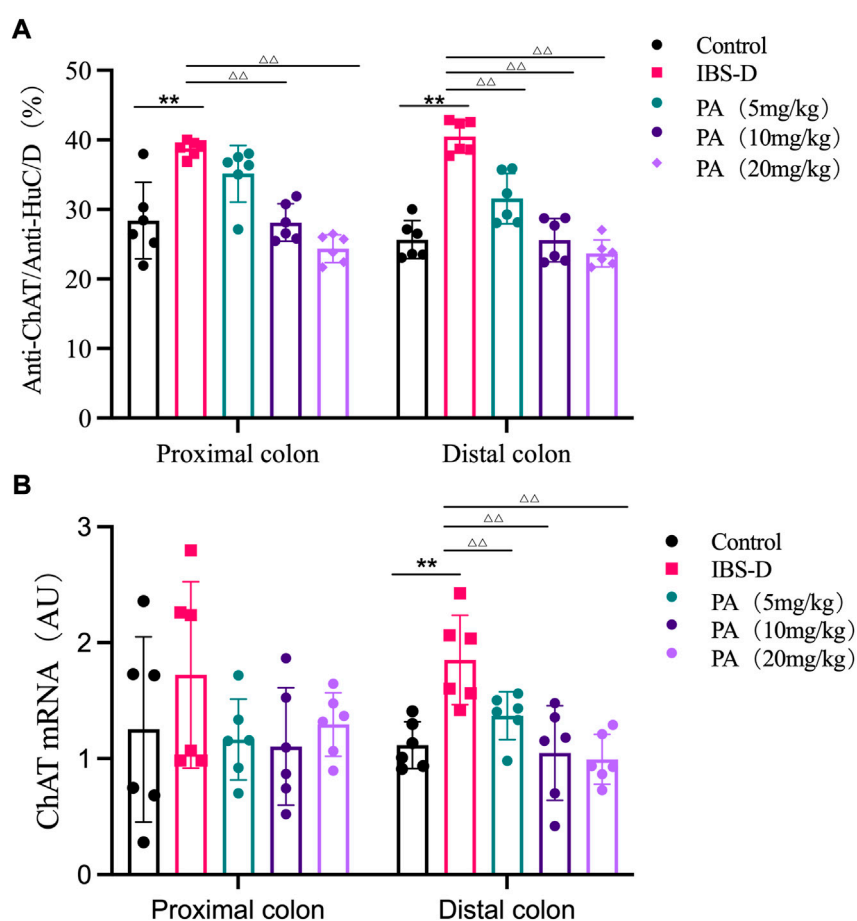 A
Anti-ChAT/Anti-HuC/D（%）
50
40
30
20
10
0
**
△△
△△
**
△△
△△
△△
Proximal colon
Distal colon
Control
IBS-D
PA（5mg/kg）
PA（10mg/kg）
PA（20mg/kg）
B
ChAT mRNA（AU）
3
2
1
0
**
△△
△△
△△
Proximal colon
Distal colon
Control
IBS-D
PA（5mg/kg）
PA（10mg/kg）
PA（20mg/kg）